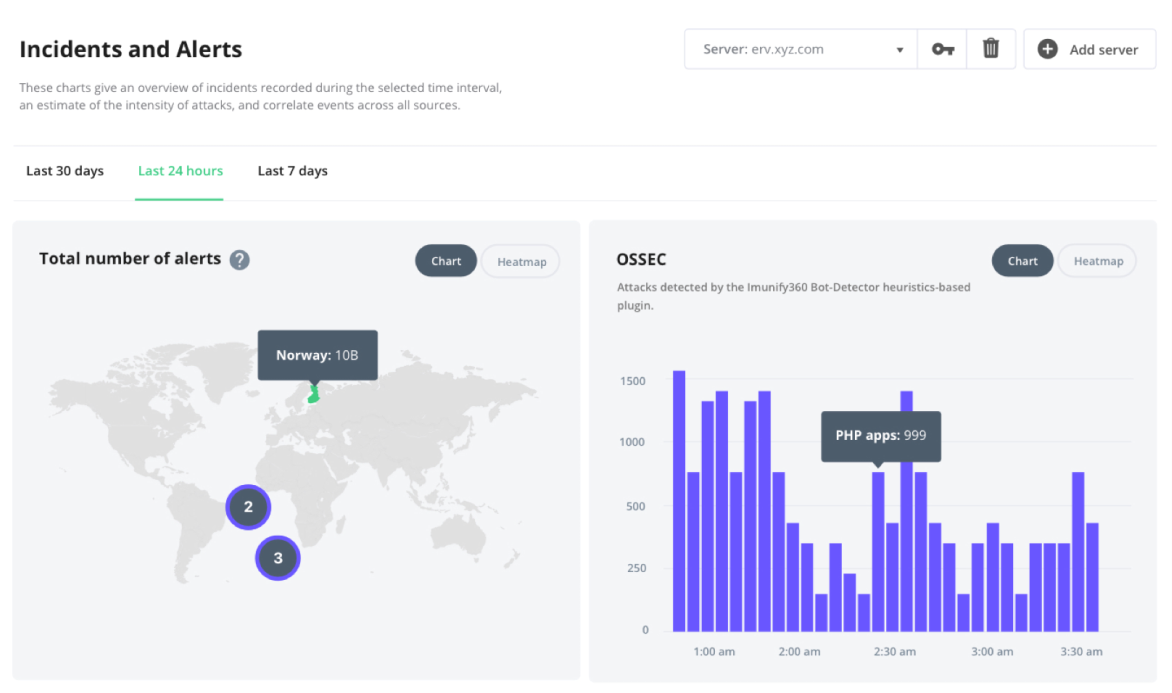 Incidents and Alerts
Server: erv.xyz.com
Add server
These charts give an overview of incidents recorded during the selected time interval,
an estimate of the intensity of attacks, and correlate events across all sources.
Last 30 days
Last 24 hours
Last 7 days
Total number of alerts ?
Chart
Heatmap
Norway: 10B
2
3
OSSEC
Chart
Heatmap
Attacks detected by the Imunify360 Bot-Detector heuristics-based
plugin.
1500
1000
500
250
0
PHP apps: 999
1:00 am
2:00 am
2:30 am
3:00 am
3:30 am